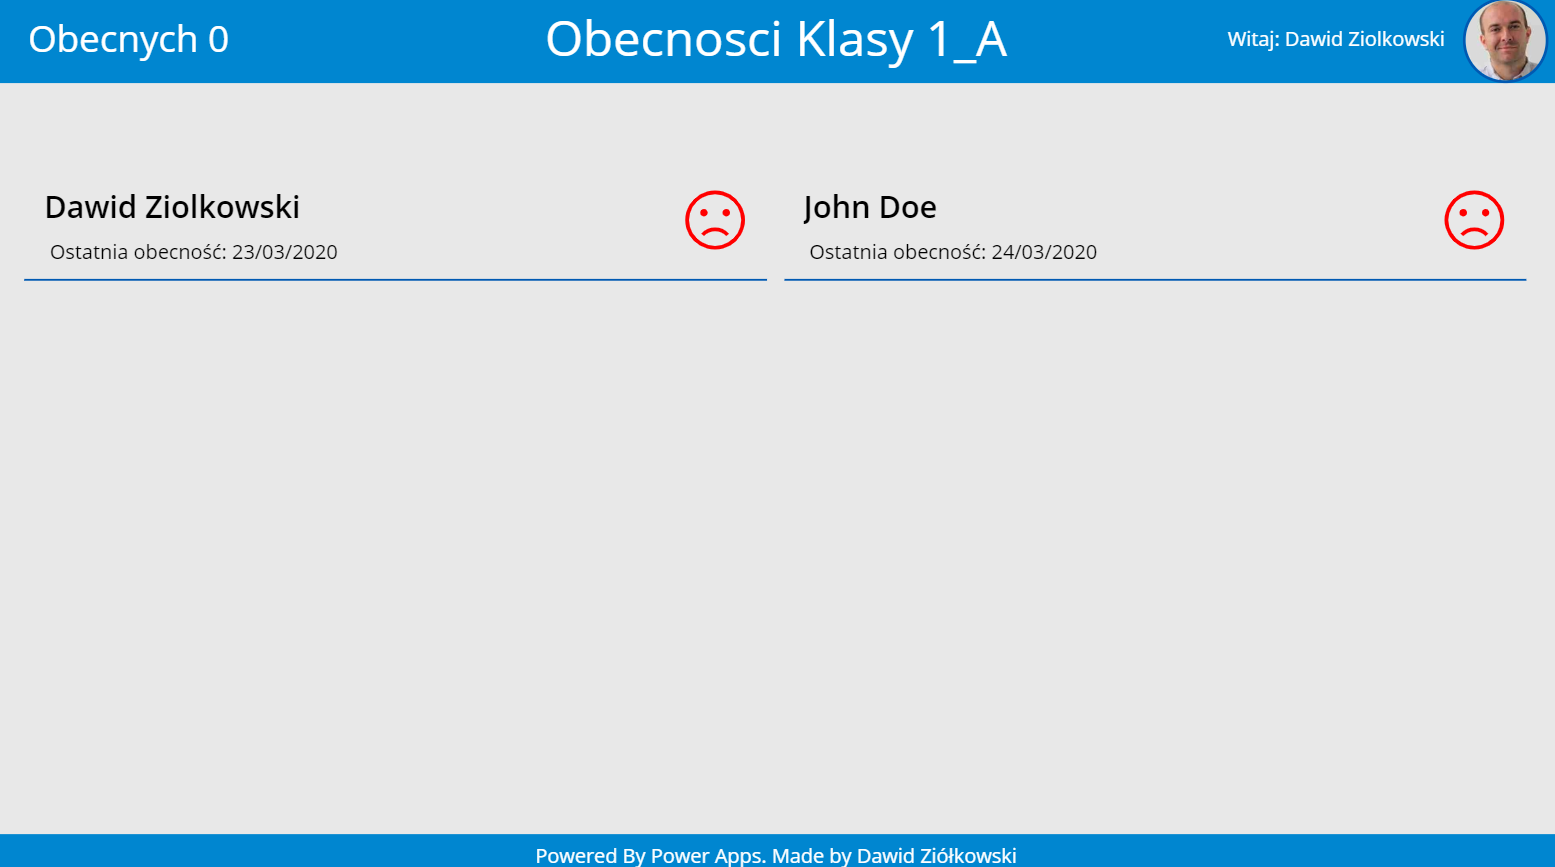 Obecnych 0
Obecnosci Klasy 1_A
Witaj: Dawid Ziolkowski
Dawid Ziolkowski
Ostatnia obecność: 23/03/2020
John Doe
Ostatnia obecność: 24/03/2020
Powered By Power Apps. Made by Dawid Ziółkowski